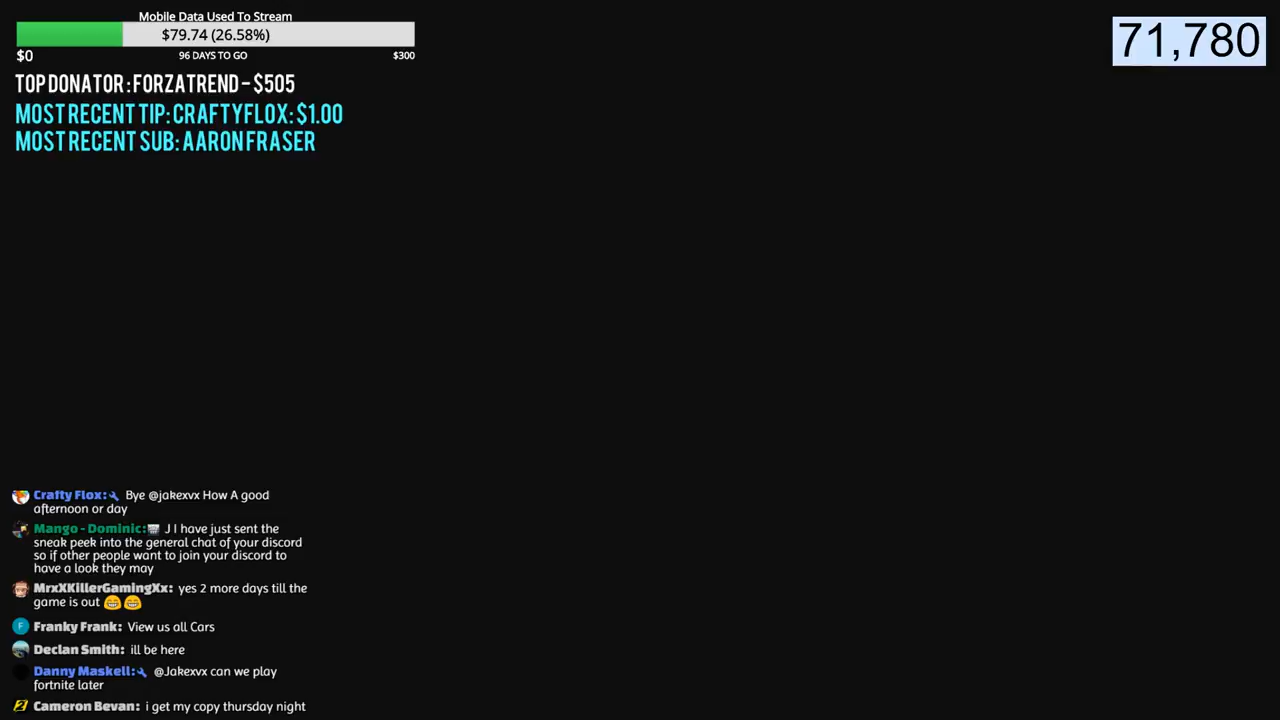 Mobile Data Used To Stream
$79.74 (26.58%)
$0 96 DAYS TO GO $300
71,780
TOP DONATOR : FORZATREND - $505
MOST RECENT TIP: CRAFTYFLOX: $1.00
MOST RECENT SUB: AARON FRASER
Crafty Flox: Bye @jakexvx How A good
afternoon or day
Mango - Dominic: J I have just sent the
sneak peek into the general chat of your discord
so if other people want to join your discord to
have a look they may
MrxXKillerGamingXx: yes 2 more days till the
game is out 😁😁
F Franky Frank: View us all Cars
Declan Smith: ill be here
Danny Maskell: @Jakexvx can we play
fortnite later
Cameron Bevan: i get my copy thursday night